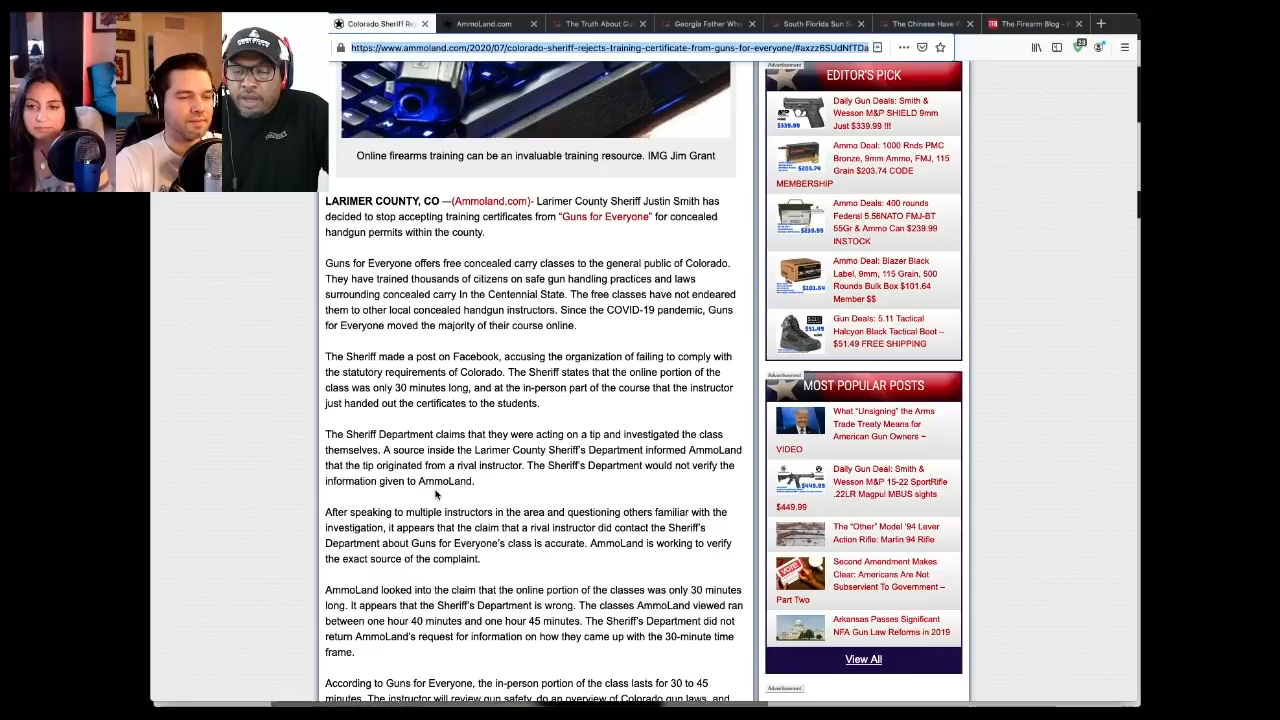 Colorado Sheriff Rej
AmmoLand.com
The Truth About Gu
Georgia Father Who
South Florida Sun S
The Chinese Have F
The Firearm Blog -
https://www.ammoland.com/2020/07/colorado-sheriff-rejects-training-certificate-from-guns-for-everyone/#axzz6SUdNfTDa
23
Online firearms training can be an invaluable training resource. IMG Jim Grant
LARIMER COUNTY, CO —(Ammoland.com)- Larimer County Sheriff Justin Smith has
decided to stop accepting training certificates from “Guns for Everyone” for concealed
handgun permits within the county.
Guns for Everyone offers free concealed carry classes to the general public of Colorado.
They have trained thousands of citizens on safe gun handling practices and laws
surrounding concealed carry In the Centennial State. The free classes have not endeared
them to other local concealed handgun instructors. Since the COVID-19 pandemic, Guns
for Everyone moved the majority of their course online.
The Sheriff made a post on Facebook, accusing the organization of failing to comply with
the statutory requirements of Colorado. The Sheriff states that the online portion of the
class was only 30 minutes long, and at the in-person part of the course that the instructor
just handed out the certificates to the students.
The Sheriff Department claims that they were acting on a tip and investigated the class
themselves. A source inside the Larimer County Sheriff’s Department informed AmmoLand
that the tip originated from a rival instructor. The Sheriff’s Department would not verify the
information given to AmmoLand.
After speaking to multiple instructors in the area and questioning others familiar with the
investigation, it appears that the claim that a rival instructor did contact the Sheriff’s
Department about Guns for Everyone’s class is accurate. AmmoLand is working to verify
the exact source of the complaint.
AmmoLand looked into the claim that the online portion of the classes was only 30 minutes
long. It appears that the Sheriff’s Department is wrong. The classes AmmoLand viewed ran
between one hour 40 minutes and one hour 45 minutes. The Sheriff’s Department did not
return AmmoLand’s request for information on how they came up with the 30-minute time
frame.
According to Guns for Everyone, the in-person portion of the class lasts for 30 to 45
minutes. The instructor will review gun safety, do an overview of Colorado gun laws, and
Advertisement
EDITOR'S PICK
Daily Gun Deals: Smith &
Wesson M&P SHIELD 9mm
Just $339.99 !!!
$339.99
Ammo Deal: 1000 Rnds PMC
Bronze, 9mm Ammo, FMJ, 115
Grain $203.74 CODE
MEMBERSHIP
$203.74
Ammo Deals: 400 rounds
Federal 5.56NATO FMJ-BT
55Gr & Ammo Can $239.99
INSTOCK
$239.99
Ammo Deal: Blazer Black
Label, 9mm, 115 Grain, 500
Rounds Bulk Box $101.64
Member $$
$101.64
Gun Deals: 5.11 Tactical
Halcyon Black Tactical Boot –
$51.49 FREE SHIPPING
$51.49
Advertisement
MOST POPULAR POSTS
What “Unsigning” the Arms
Trade Treaty Means for
American Gun Owners ~
VIDEO
Daily Gun Deal: Smith &
Wesson M&P 15-22 SportRifle
.22LR Magpul MBUS sights
$449.99
$449.99
The “Other” Model ’94 Lever
Action Rifle: Marlin 94 Rifle
Second Amendment Makes
Clear: Americans Are Not
Subservient To Government –
Part Two
VOTE!
Arkansas Passes Significant
NFA Gun Law Reforms in 2019
View All
Advertisement